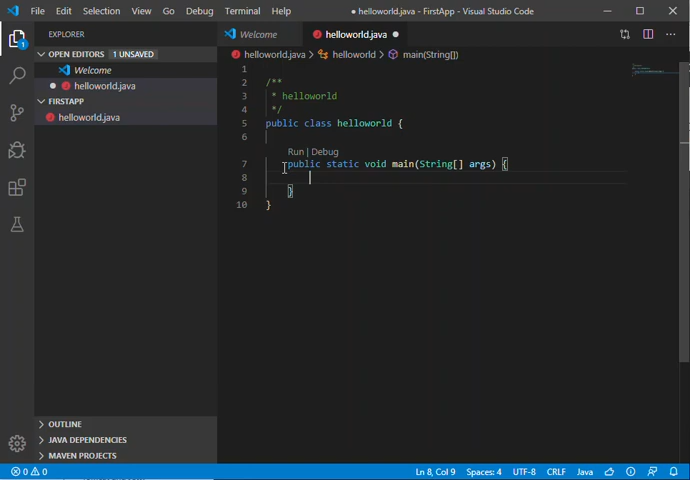 File Edit Selection View Go Debug Terminal Help ● helloworld.java - FirstApp - Visual Studio Code
EXPLORER
OPEN EDITORS 1 UNSAVED
Welcome
helloworld.java
FIRSTAPP
helloworld.java
OUTLINE
JAVA DEPENDENCIES
MAVEN PROJECTS
1
Welcome helloworld.java ●
helloworld.java > helloworld > main(String[])
1
2 /**
3 * helloworld
4 */
5 public class helloworld {
6
Run | Debug
7 public static void main(String[] args) {
8
9 }
10 }
0 0 Ln 8, Col 9 Spaces: 4 UTF-8 CRLF Java